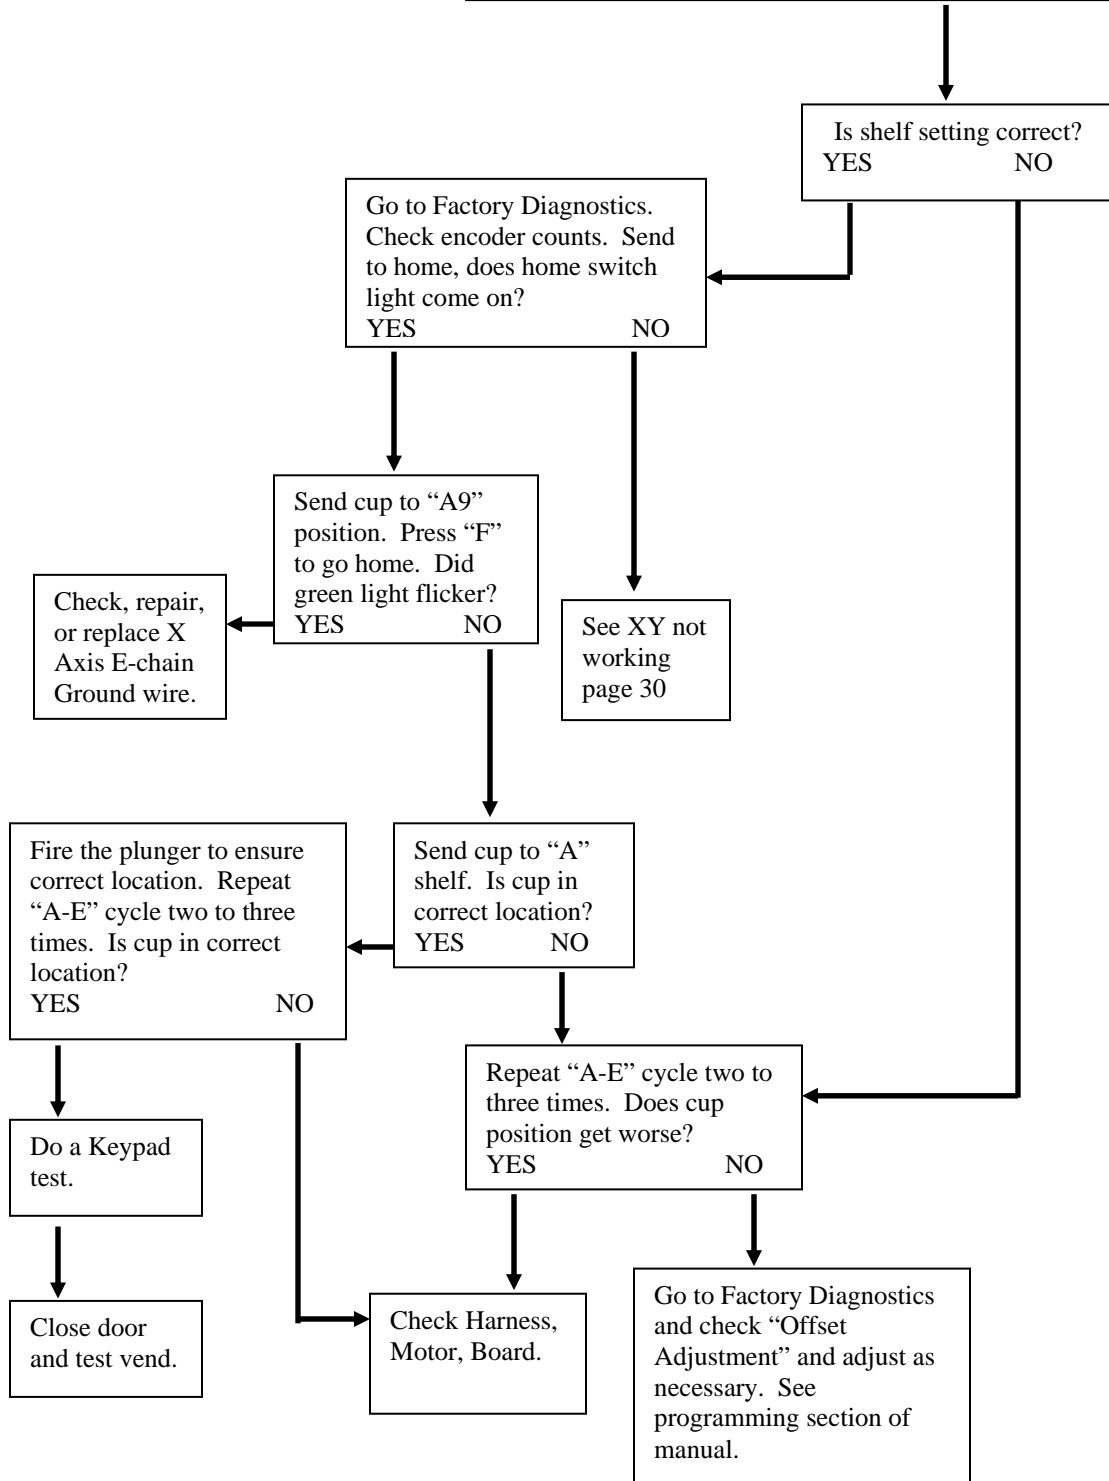 Is shelf setting correct?
YES NO
Go to Factory Diagnostics.
Check encoder counts. Send
to home, does home switch
light come on?
YES NO
Send cup to “A9”
position. Press “F”
to go home. Did
green light flicker?
YES NO
Check, repair,
or replace X
Axis E-chain
Ground wire.
See XY not
working
page 30
Fire the plunger to ensure
correct location. Repeat
“A-E” cycle two to three
times. Is cup in correct
location?
YES NO
Send cup to “A”
shelf. Is cup in
correct location?
YES NO
Repeat “A-E” cycle two to
three times. Does cup
position get worse?
YES NO
Do a Keypad
test.
Close door
and test vend.
Check Harness,
Motor, Board.
Go to Factory Diagnostics
and check “Offset
Adjustment” and adjust as
necessary. See
programming section of
manual.